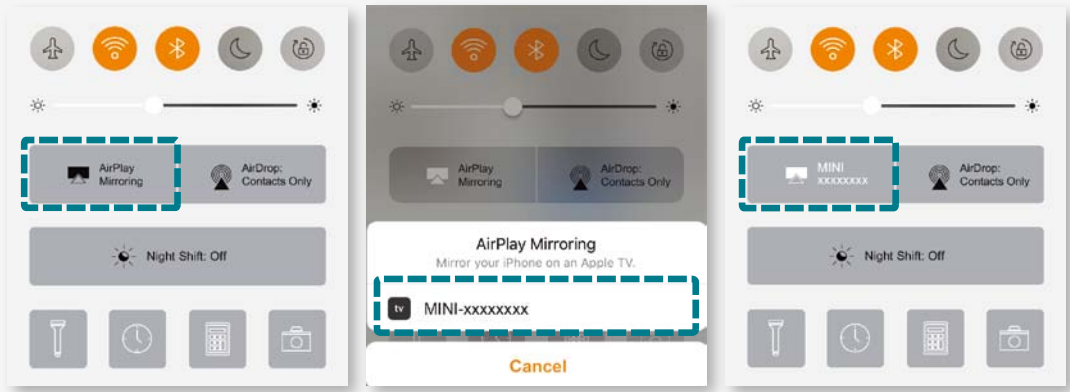 AirPlay
Mirroring
AirDrop:
Contacts Only
Night Shift: Off
AirPlay
Mirroring
AirDrop:
Contacts Only
AirPlay Mirroring
Mirror your iPhone on an Apple TV.
tv MINI-xxxxxxxx
Cancel
MINI
xxxxxxxx
AirDrop:
Contacts Only
Night Shift: Off